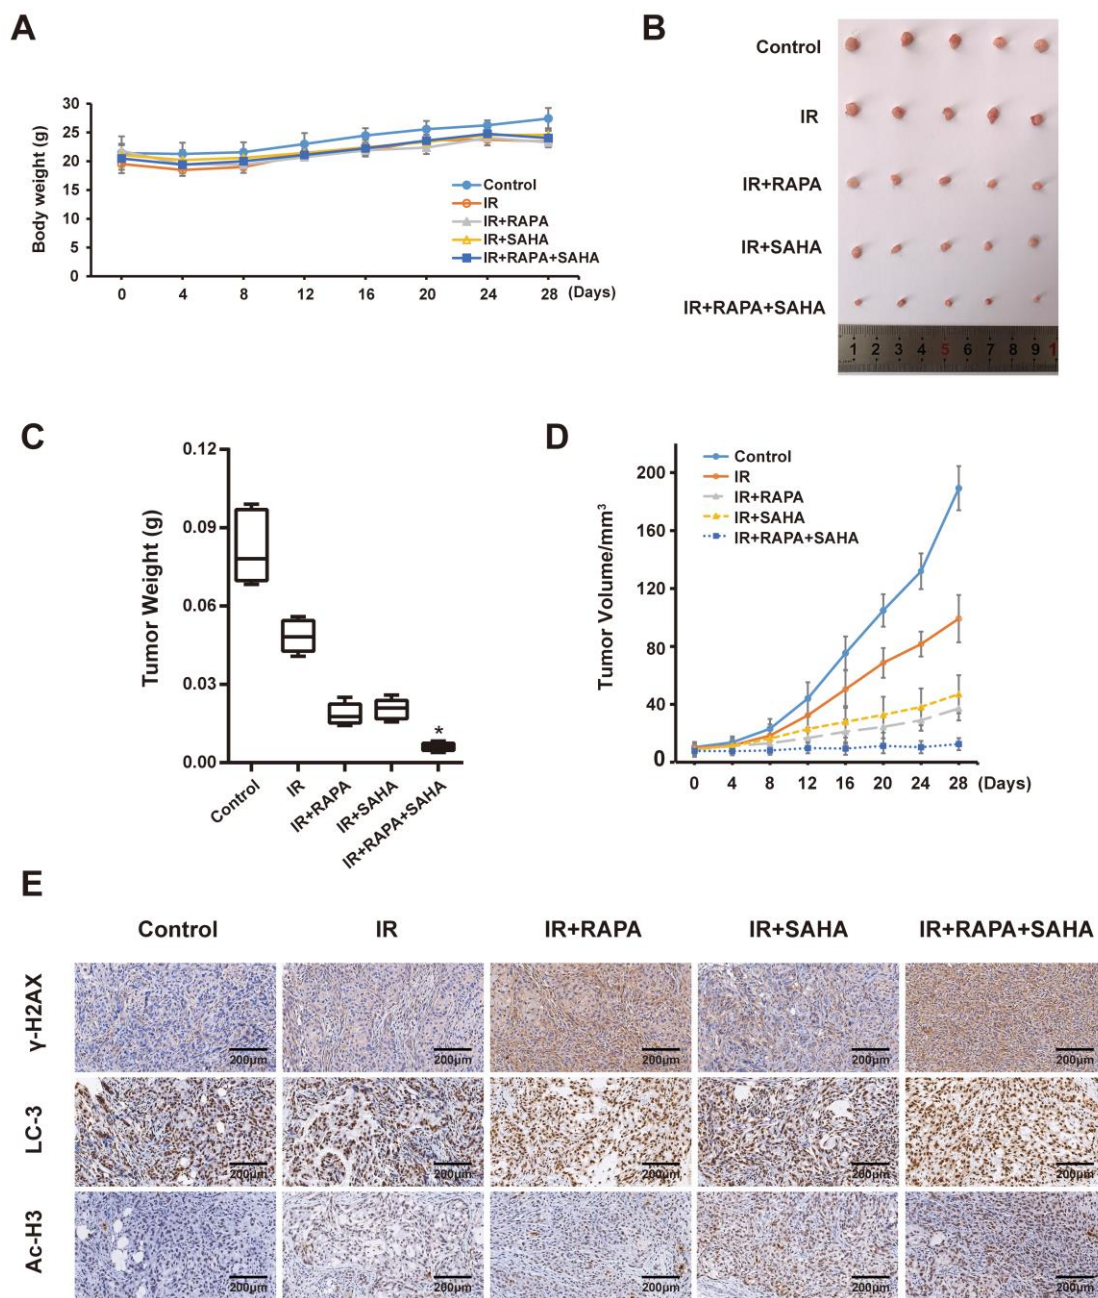 A
Body weight (g)
30
25
20
15
10
5
0
0 4 8 12 16 20 24 28 (Days)
Control
IR
IR+RAPA
IR+SAHA
IR+RAPA+SAHA
B
Control
IR
IR+RAPA
IR+SAHA
IR+RAPA+SAHA
1 2 3 4 5 6 7 8 9 1
C
Tumor Weight (g)
0.12
0.09
0.06
0.03
0.00
*
Control IR IR+RAPA IR+SAHA IR+RAPA+SAHA
D
Tumor Volume/mm³
200
160
120
80
40
0
0 4 8 12 16 20 24 28 (Days)
Control
IR
IR+RAPA
IR+SAHA
IR+RAPA+SAHA
E
Control IR IR+RAPA IR+SAHA IR+RAPA+SAHA
γ-H2AX
200μm 200μm 200μm 200μm 200μm
LC-3
200μm 200μm 200μm 200μm 200μm
Ac-H3
200μm 200μm 200μm 200μm 200μm